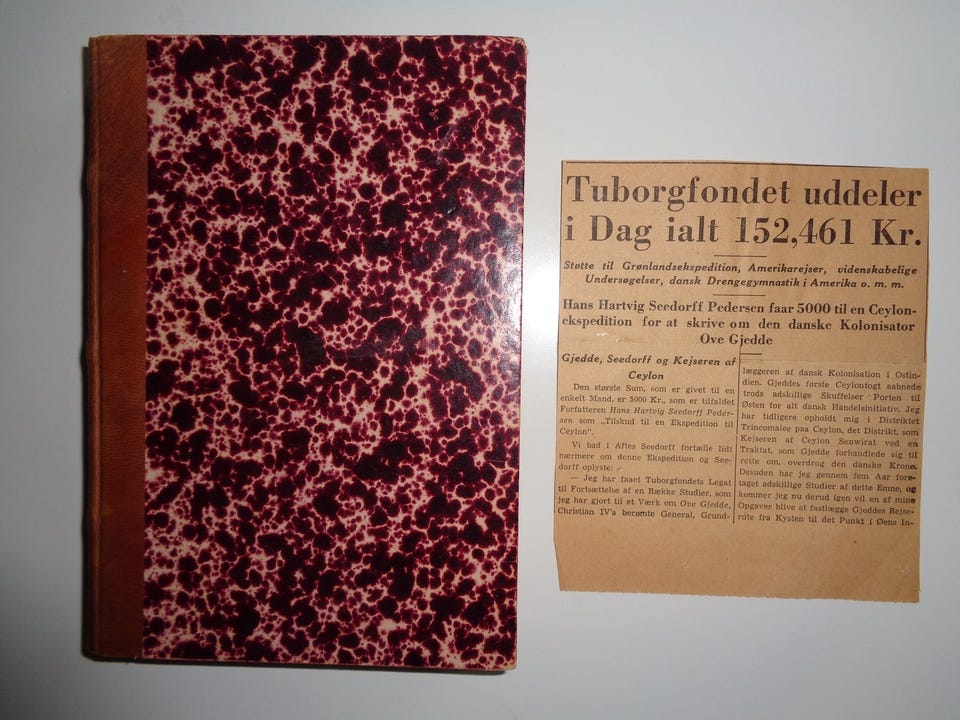 Tuborgfondet uddeler
i Dag ialt 152,461 Kr.
Støtte til Grønlandsekspedition, Amerikarejser, videnskabelige
Undersøgelser, dansk Drengegymnastik i Amerika o. m. m.
Hans Hartvig Seedorff Pedersen faar 5000 til en Ceylon-
ekspedition for at skrive om den danske Kolonisator
Ove Gjedde
Gjedde, Seedorff og Kejseren af
Ceylon
Den største Sum, som er givet til en
enkelt Mand, er 5000 Kr., som er tilfaldet
Forfatteren Hans Hartvig Seedorff Peder-
sen som „Tilskud til en Ekspedition til
Ceylon“.
Vi bad i Aftes Seedorff fortælle lidt
nærmere om denne Ekspedition og See-
dorff oplyste:
— Jeg har faaet Tuborgfondets Legat
til Fortsættelse af en Række Studier, som
jeg har gjort til et Værk om Ove Gjedde,
Christian IV's berømte General, Grund-
læggeren af dansk Kolonisation i Ostin-
dien. Gjeddes første Ceylontogt aabnede
trods adskillige Skuffelser Porten til
Østen for alt dansk Handelsinitiativ. Jeg
har tidligere opholdt mig i Distriktet
Trincomalee paa Ceylon, det Distrikt, som
Kejseren af Ceylon Senwirat ved en
Traktat, som Gjedde forhandlede sig til
rette om, overdrog den danske Krone.
Desuden har jeg gennem fem Aar fore-
taget adskillige Studier af dette Emne, og
kommer jeg nu derud igen vil en af mine
Opgaver blive at fastlægge Gjeddes Rejse-
rute fra Kysten til det Punkt i Øens In-